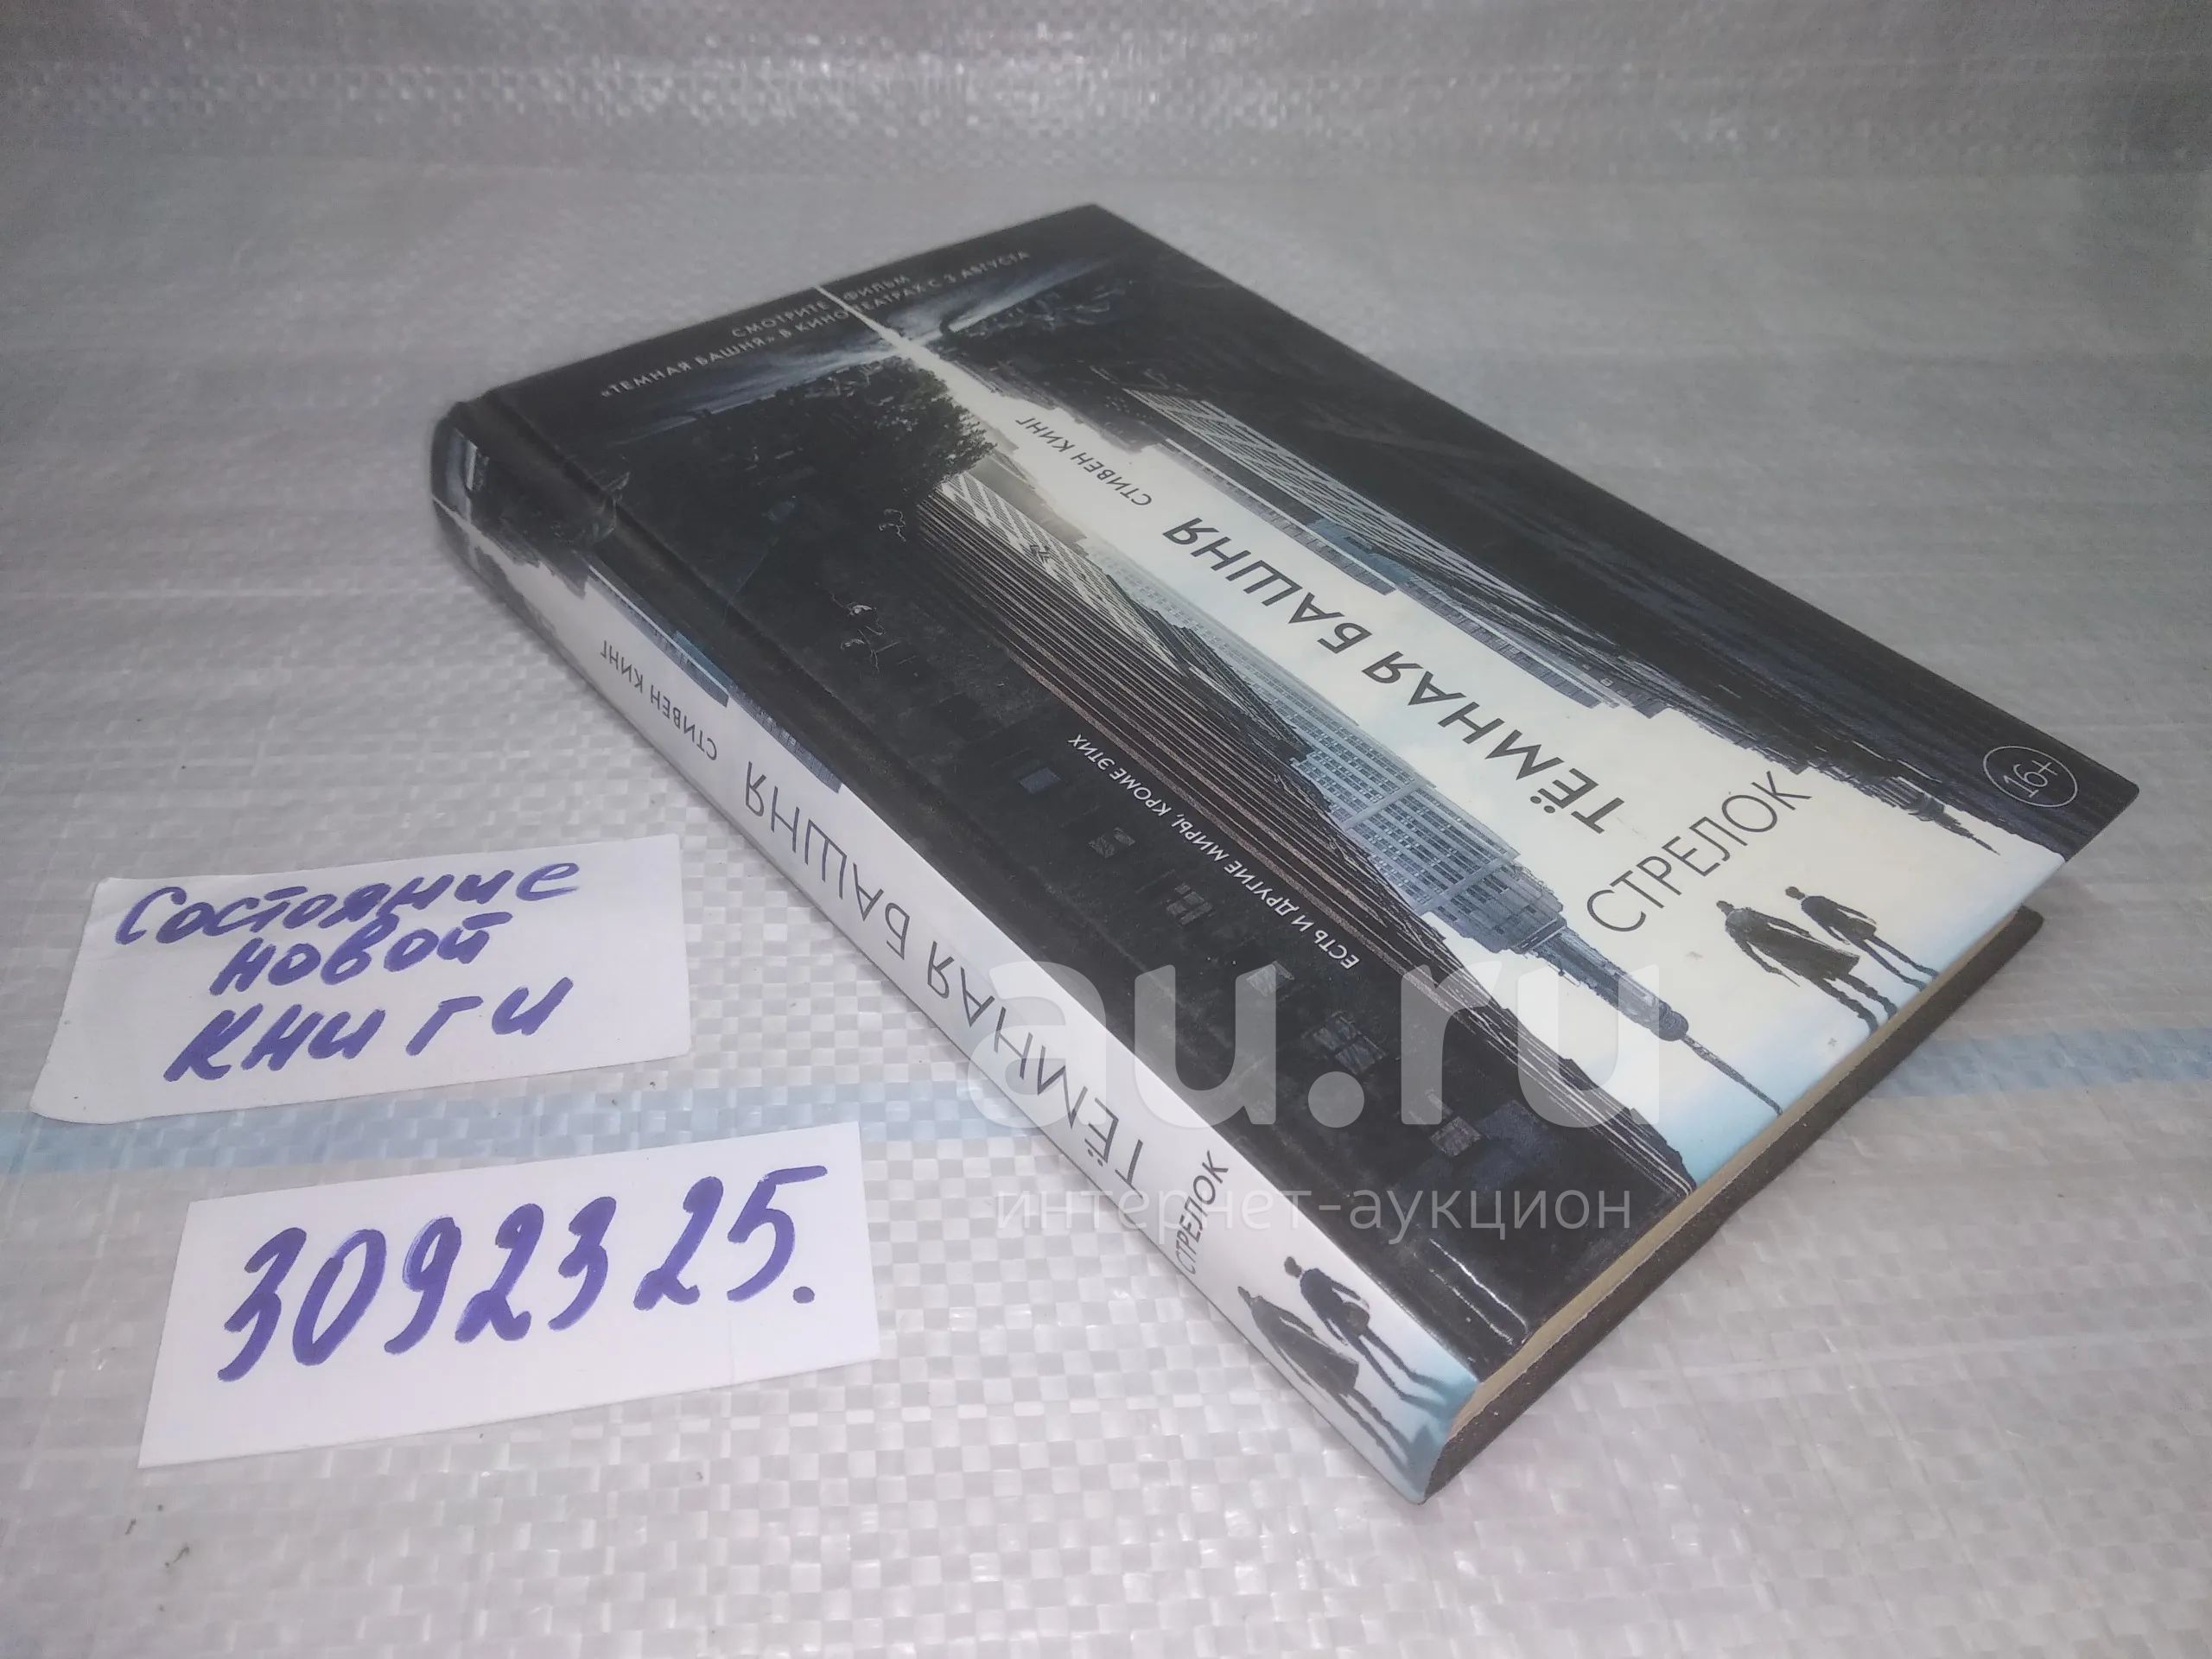 СМОТРИТЕ ФИЛЬМ
«ТЕМНАЯ БАШНЯ» В КИНОТЕАТРАХ С 3 АВГУСТА
СТИВЕН КИНГ
ТЁМНАЯ БАШНЯ
СТРЕЛОК
ЕСТЬ И ДРУГИЕ МИРЫ, КРОМЕ ЭТИХ
16+
СТИВЕН КИНГ
ТЁМНАЯ БАШНЯ
СТРЕЛОК
Состояние
новой
книги
3092325.
au.ru
интернет-аукцион